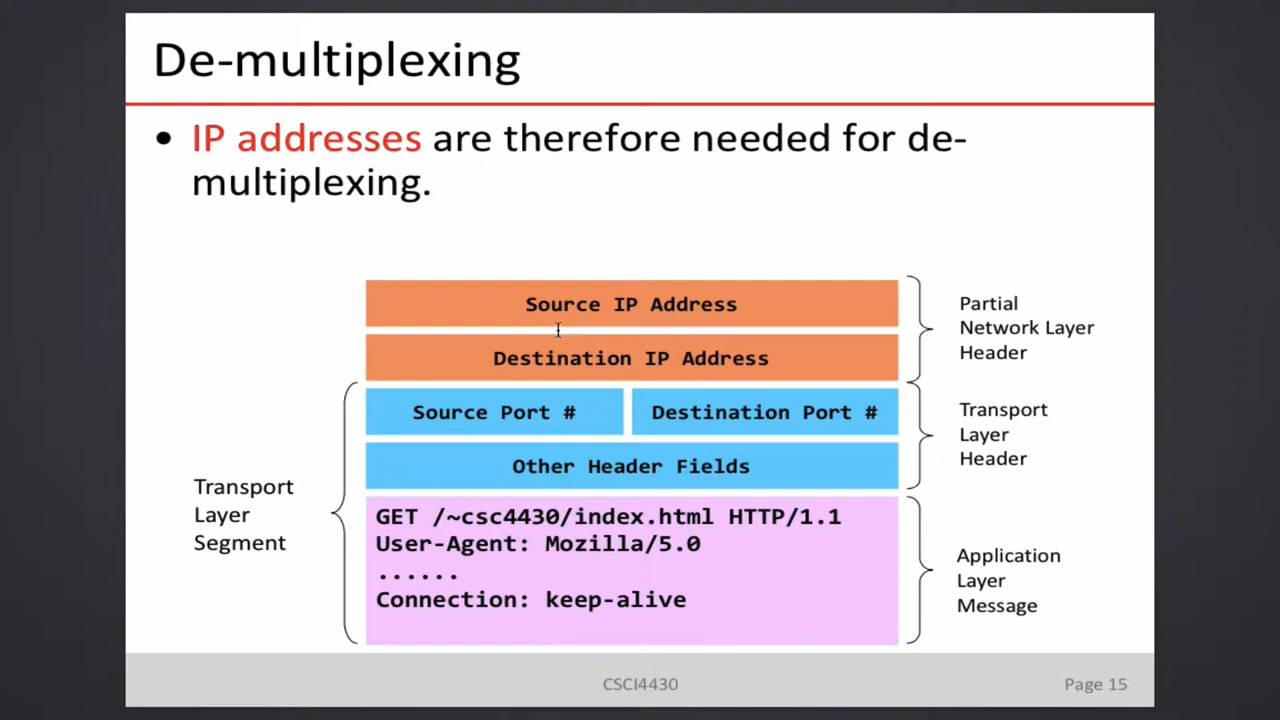 De-multiplexing
• IP addresses are therefore needed for de-
multiplexing.
Source IP Address
Destination IP Address
Partial
Network Layer
Header
Source Port #
Destination Port #
Other Header Fields
Transport
Layer
Header
Transport
Layer
Segment
GET /~csc4430/index.html HTTP/1.1
User-Agent: Mozilla/5.0
......
Connection: keep-alive
Application
Layer
Message
CSCI4430
Page 15